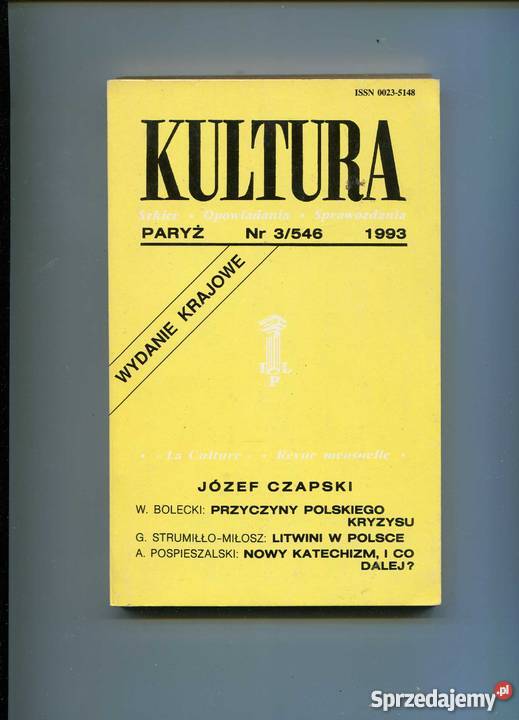 ISSN 0023-5148
KULTURA
Szkice • Opowiadania • Sprawozdania
PARYŻ Nr 3/546 1993
WYDANIE KRAJOWE
I L
P
• «La Culture» • Revue mensuelle •
JÓZEF CZAPSKI
W. BOLECKI: PRZYCZYNY POLSKIEGO
KRYZYSU
G. STRUMIŁŁO-MIŁOSZ: LITWINI W POLSCE
A. POSPIESZALSKI: NOWY KATECHIZM, I CO
DALEJ?
Sprzedajemy.pl